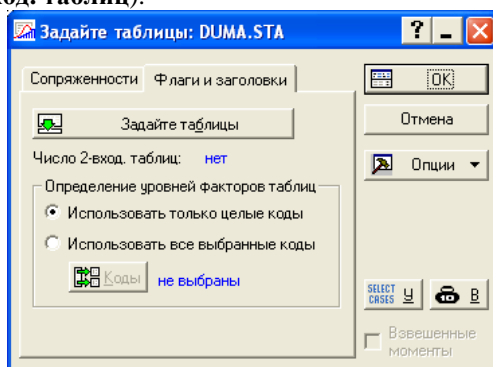 од. таблиц).
Задайте таблицы: DUMA.STA
Сопряженности Флаги и заголовки
OK
Задайте таблицы
Отмена
Число 2-вход. таблиц: нет
Опции
Определение уровней факторов таблиц
Использовать только целые коды
Использовать все выбранные коды
Коды не выбраны
SELECT CASES У В
Взвешенные
моменты